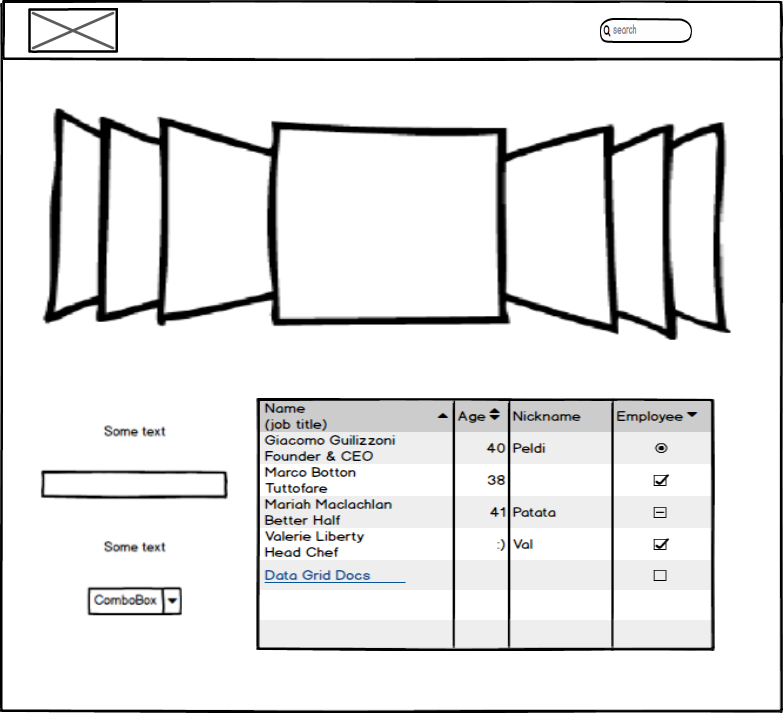 search
Some text
Some text
ComboBox
Name
(job title)
Age
Nickname
Employee
Giacomo Guilizzoni
Founder & CEO
40
Peldi
Marco Botton
Tuttofare
38
Mariah Maclachlan
Better Half
41
Patata
Valerie Liberty
Head Chef
:)
Val
Data Grid Docs